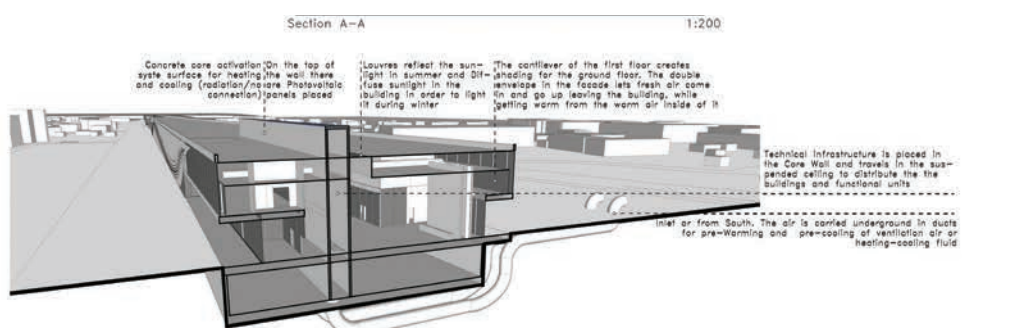 Section A-A
1:200
Concrete core activation
syste surface for heating
and cooling (radiation/no
connection)
On the top of
the wall there
are Photovoltaic
panels placed
Louvres reflect the sun-
light in summer and Dif-
fuse sunlight in the
building in order to light
it during winter
The cantilever of the first floor creates
shading for the ground floor. The double
envelope in the facade lets fresh air come
in and go up leaving the building, while
getting warm from the warm air inside of it
Technical Infrastructure is placed in
the Core Wall and travels in the sus-
pended ceiling to distribute the the
buildings and functional units
Inlet ar from South. The air is carried underground in ducts
for pre-Warming and pre-cooling of ventilation air or
heating-cooling fluid